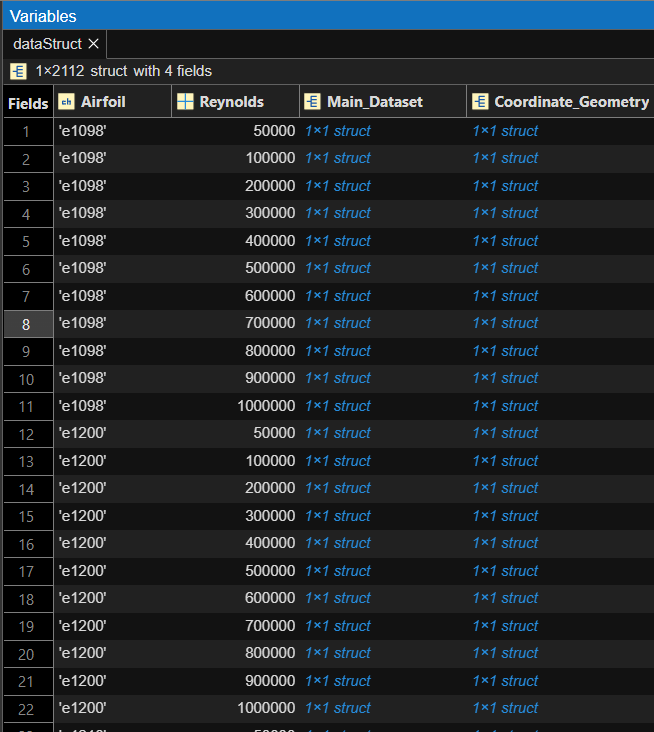 Variables
dataStruct ×
1×2112 struct with 4 fields
Fields ch Airfoil Reynolds Main_Dataset Coordinate_Geometry
1 'e1098' 50000 1×1 struct 1×1 struct
2 'e1098' 100000 1×1 struct 1×1 struct
3 'e1098' 200000 1×1 struct 1×1 struct
4 'e1098' 300000 1×1 struct 1×1 struct
5 'e1098' 400000 1×1 struct 1×1 struct
6 'e1098' 500000 1×1 struct 1×1 struct
7 'e1098' 600000 1×1 struct 1×1 struct
8 'e1098' 700000 1×1 struct 1×1 struct
9 'e1098' 800000 1×1 struct 1×1 struct
10 'e1098' 900000 1×1 struct 1×1 struct
11 'e1098' 1000000 1×1 struct 1×1 struct
12 'e1200' 50000 1×1 struct 1×1 struct
13 'e1200' 100000 1×1 struct 1×1 struct
14 'e1200' 200000 1×1 struct 1×1 struct
15 'e1200' 300000 1×1 struct 1×1 struct
16 'e1200' 400000 1×1 struct 1×1 struct
17 'e1200' 500000 1×1 struct 1×1 struct
18 'e1200' 600000 1×1 struct 1×1 struct
19 'e1200' 700000 1×1 struct 1×1 struct
20 'e1200' 800000 1×1 struct 1×1 struct
21 'e1200' 900000 1×1 struct 1×1 struct
22 'e1200' 1000000 1×1 struct 1×1 struct